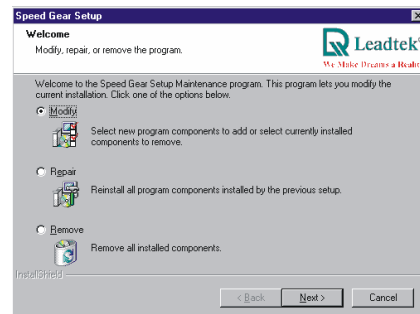 Speed Gear Setup
Welcome
Modify, repair, or remove the program.
Leadtek
We Make Dreams a Reality
Welcome to the Speed Gear Setup Maintenance program. This program lets you modify the
current installation. Click one of the options below.
Modify
Select new program components to add or select currently installed
components to remove.
Repair
Reinstall all program components installed by the previous setup.
Remove
Remove all installed components.
InstallShield
< Back
Next >
Cancel